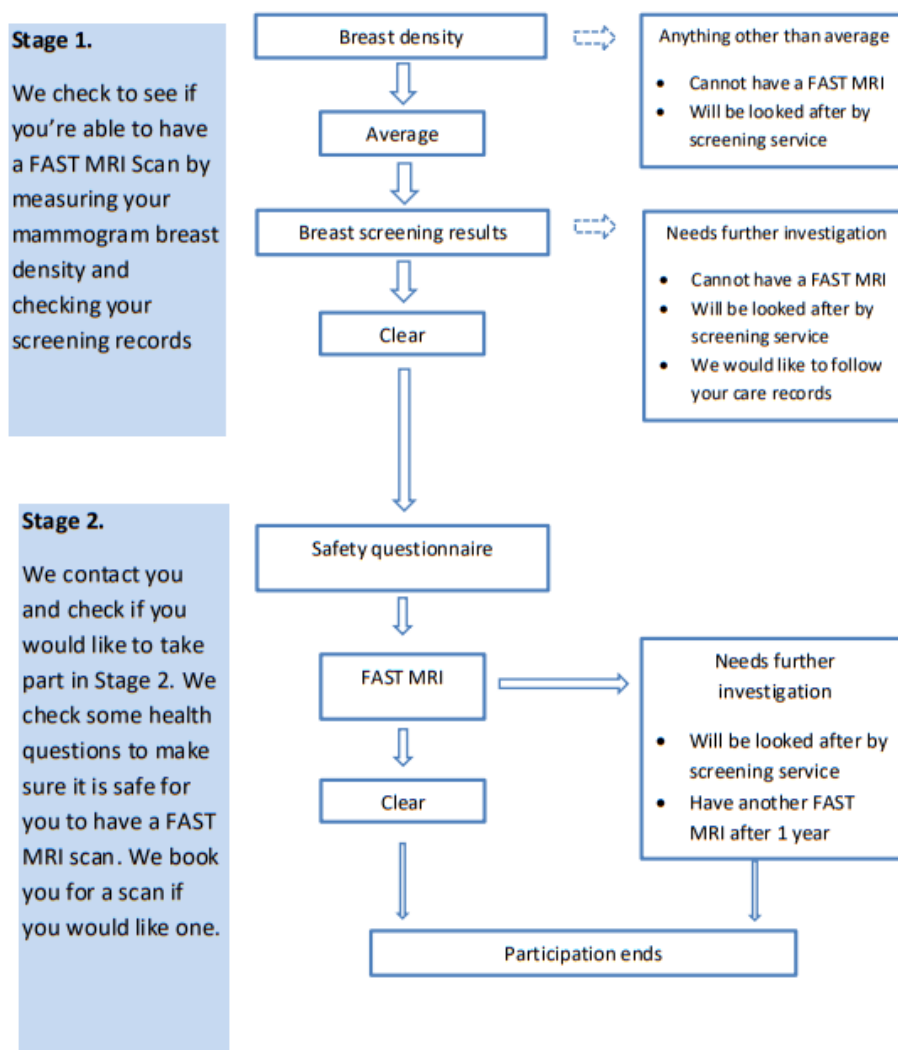 Stage 1.
We check to see if
you're able to have
a FAST MRI Scan by
measuring your
mammogram breast
density and
checking your
screening records
Breast density
Anything other than average
• Cannot have a FAST MRI
• Will be looked after by
screening service
Average
Breast screening results
Needs further investigation
• Cannot have a FAST MRI
• Will be looked after by
screening service
• We would like to follow
your care records
Clear
Stage 2.
We contact you
and check if you
would like to take
part in Stage 2. We
check some health
questions to make
sure it is safe for
you to have a FAST
MRI scan. We book
you for a scan if
you would like one.
Safety questionnaire
FAST MRI
Needs further
investigation
• Will be looked after by
screening service
• Have another FAST
MRI after 1 year
Clear
Participation ends